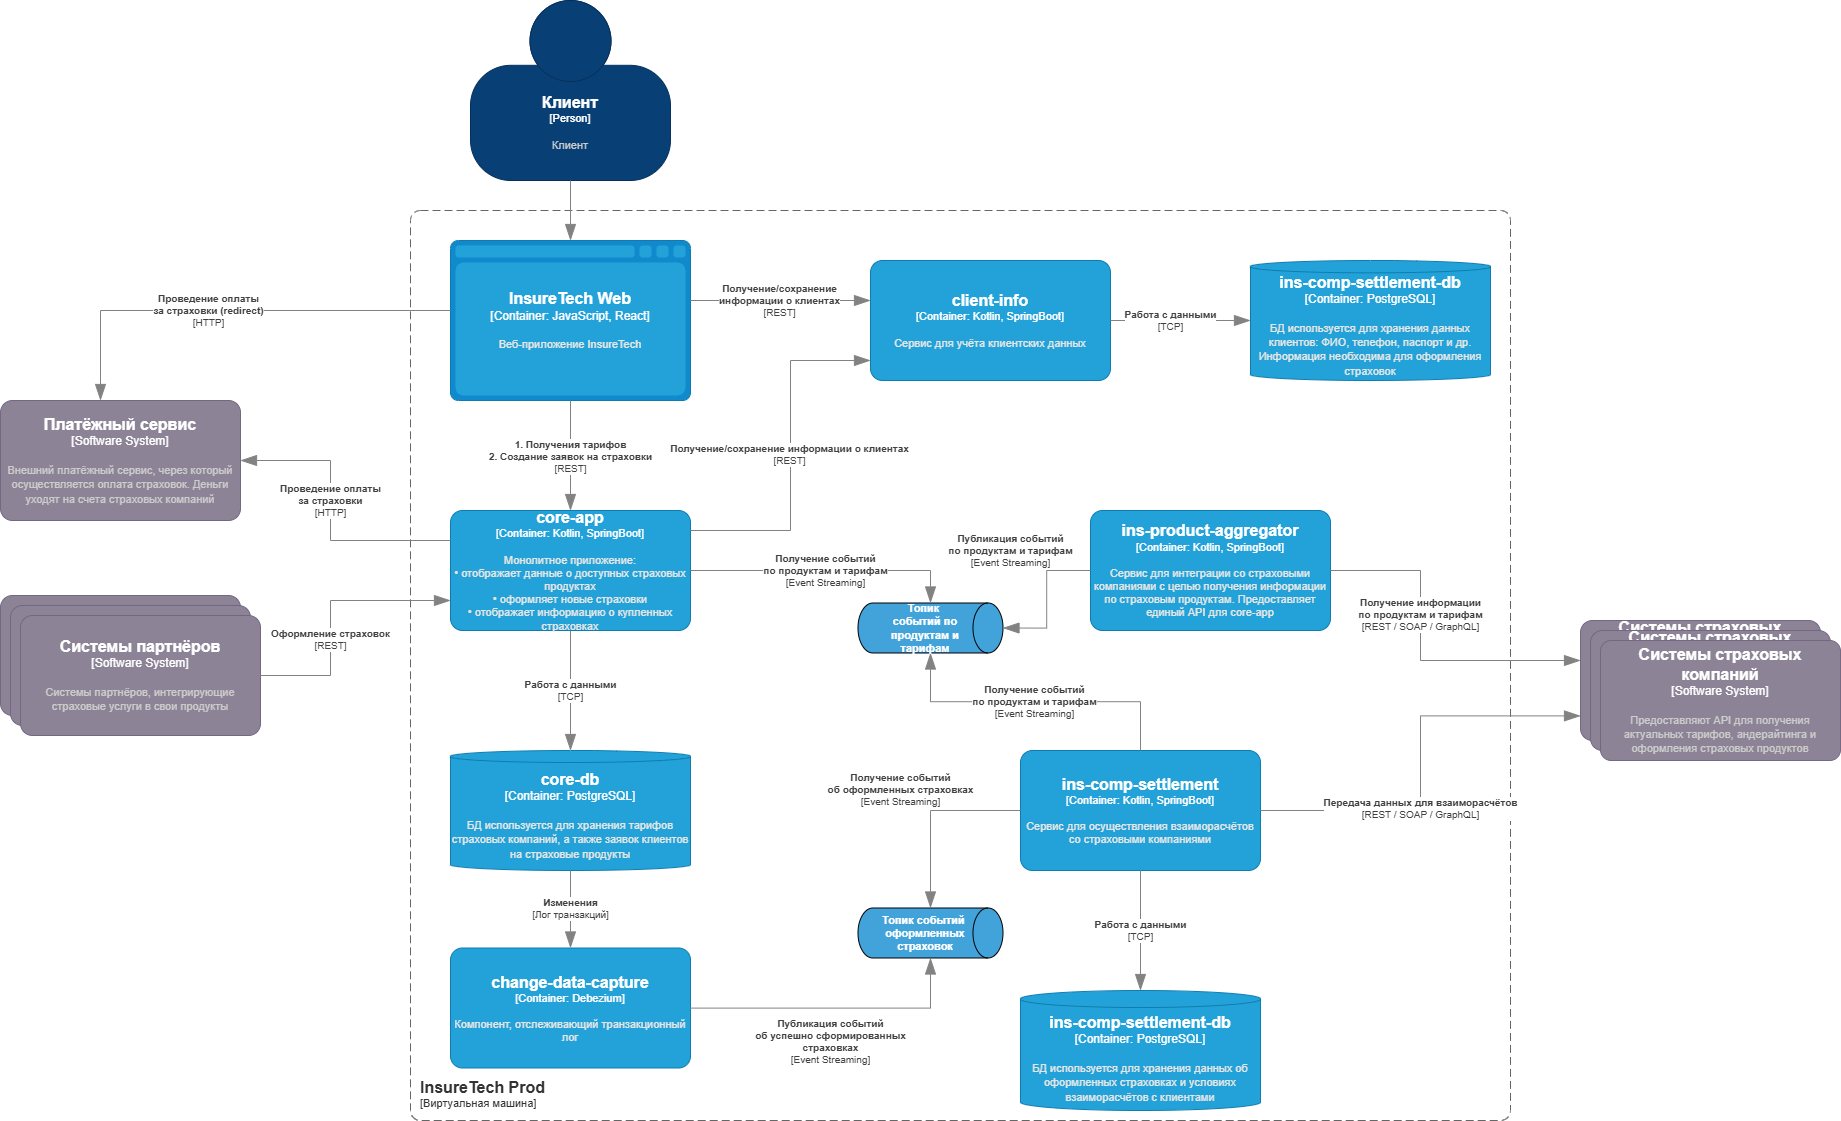 Клиент
[Person]
Клиент
InsureTech Web
[Container: JavaScript, React]
Веб-приложение InsureTech
Получение/сохранение
информации о клиентах
[REST]
client-info
[Container: Kotlin, SpringBoot]
Сервис для учёта клиентских данных
Работа с данными
[TCP]
ins-comp-settlement-db
[Container: PostgreSQL]
БД используется для хранения данных
клиентов: ФИО, телефон, паспорт и др.
Информация необходима для оформления
страховок
Проведение оплаты
за страховки (redirect)
[HTTP]
Платёжный сервис
[Software System]
Внешний платёжный сервис, через который
осуществляется оплата страховок. Деньги
уходят на счета страховых компаний
Проведение оплаты
за страховки
[HTTP]
1. Получения тарифов
2. Создание заявок на страховки
[REST]
Получение/сохранение информации о клиентах
[REST]
core-app
[Container: Kotlin, SpringBoot]
Монолитное приложение:
• отображает данные о доступных страховых
продуктах
• оформляет новые страховки
• отображает информацию о купленных
страховках
Получение событий
по продуктам и тарифам
[Event Streaming]
Публикация событий
по продуктам и тарифам
[Event Streaming]
ins-product-aggregator
[Container: Kotlin, SpringBoot]
Сервис для интеграции со страховыми
компаниями с целью получения информации
по страховым продуктам. Предоставляет
единый API для core-app
Топик
событий по
продуктам и
тарифам
Получение информации
по продуктам и тарифам
[REST / SOAP / GraphQL]
Оформление страховок
[REST]
Системы партнёров
[Software System]
Системы партнёров, интегрирующие
страховые услуги в свои продукты
Системы страховых
Системы страховых
Системы страховых
компаний
[Software System]
Предоставляют API для получения
актуальных тарифов, андерайтинга и
оформления страховых продуктов
Работа с данными
[TCP]
Получение событий
по продуктам и тарифам
[Event Streaming]
core-db
[Container: PostgreSQL]
БД используется для хранения тарифов
страховых компаний, а также заявок клиентов
на страховые продукты
Получение событий
об оформленных страховках
[Event Streaming]
ins-comp-settlement
[Container: Kotlin, SpringBoot]
Сервис для осуществления взаиморасчётов
со страховыми компаниями
Передача данных для взаиморасчётов
[REST / SOAP / GraphQL]
Изменения
[Лог транзакций]
Топик событий
оформленных
страховок
Работа с данными
[TCP]
change-data-capture
[Container: Debezium]
Компонент, отслеживающий транзакционный
лог
Публикация событий
об успешно сформированных
страховках
[Event Streaming]
ins-comp-settlement-db
[Container: PostgreSQL]
БД используется для хранения данных об
оформленных страховках и условиях
взаиморасчётов с клиентами
InsureTech Prod
[Виртуальная машина]